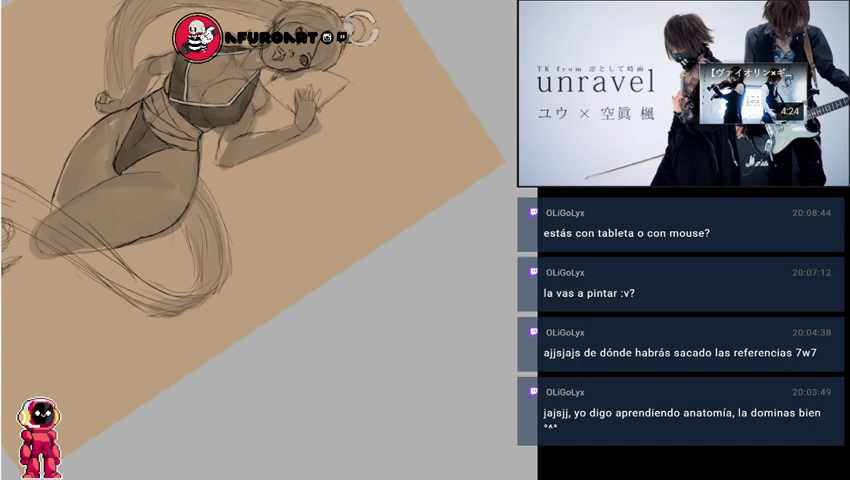 AFUROART
TK from 凛として時雨
unravel
ユウ × 空眞 楓
【ヴァイオリン×ギ...
4:24
OLiGoLyx 20:08:44
estás con tableta o con mouse?
OLiGoLyx 20:07:12
la vas a pintar :v?
OLiGoLyx 20:04:38
ajjsjajs de dónde habrás sacado las referencias 7w7
OLiGoLyx 20:03:49
jajsjj, yo digo aprendiendo anatomía, la dominas bien
°^°